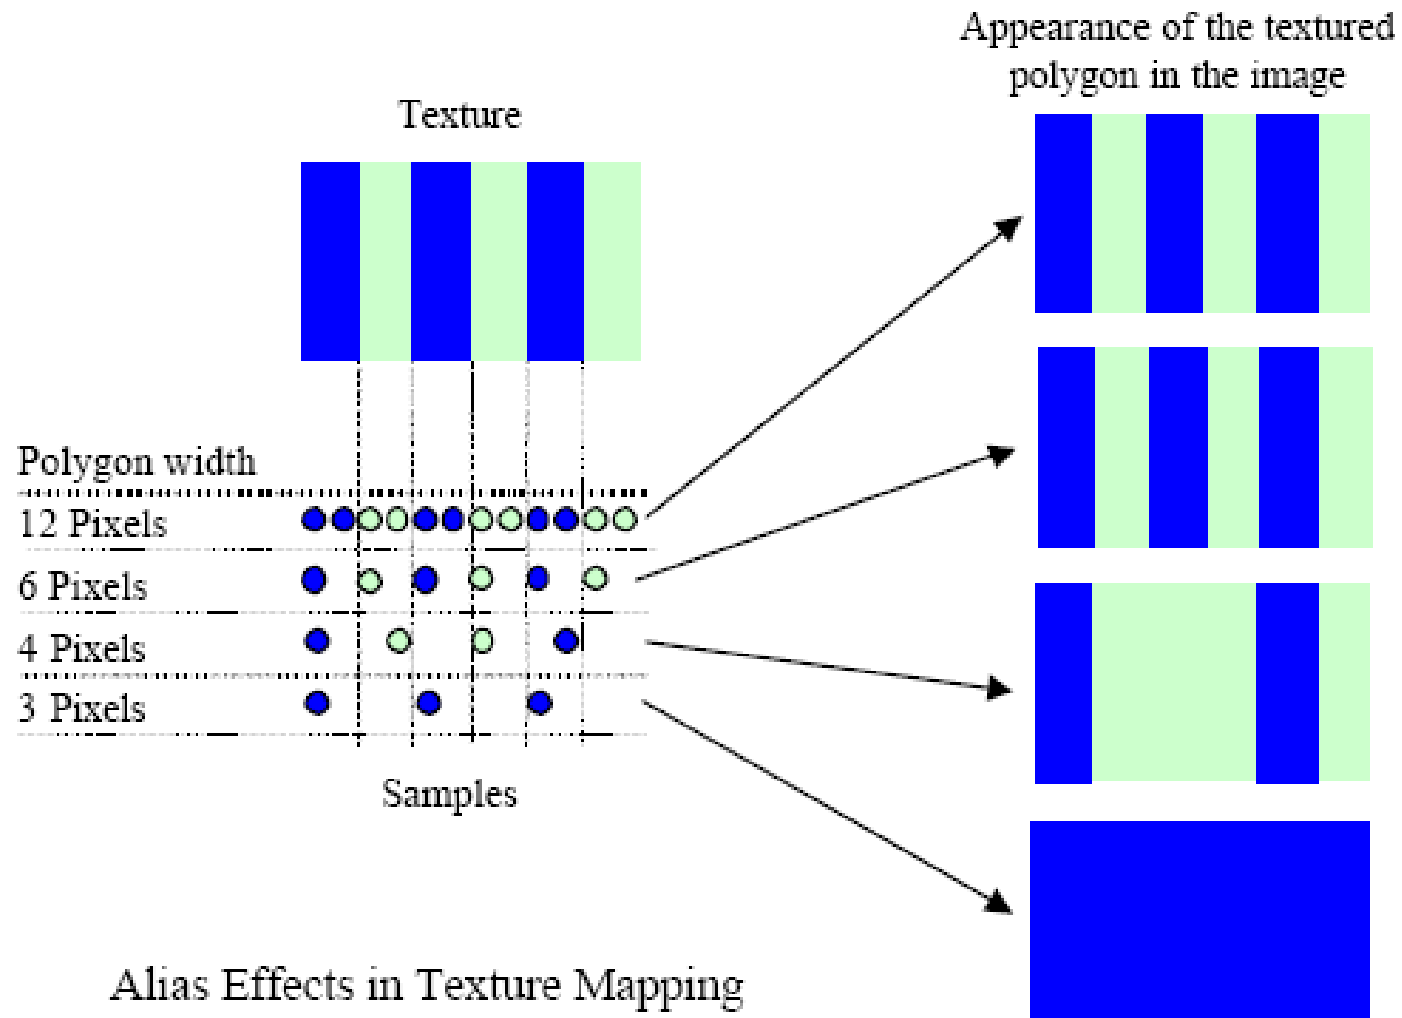 Appearance of the textured
polygon in the image
Texture
Polygon width
12 Pixels
6 Pixels
4 Pixels
3 Pixels
Samples
Alias Effects in Texture Mapping